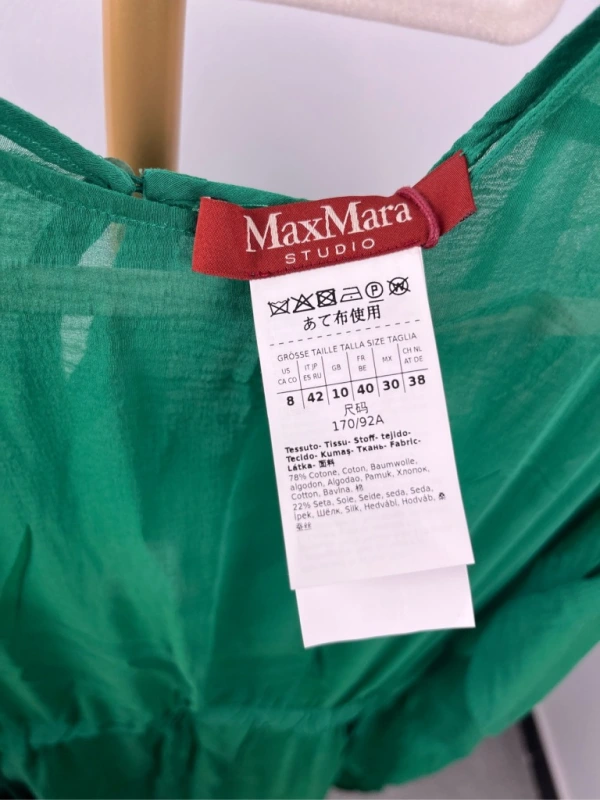 MaxMara
STUDIO
P W
あて布使用
GRÖSSE TAILLE TALLA SIZE TAGLIA
US CA CO
IT JP ES RU
GB
FR BE
MX
CH NL AT DE
8 42 10 40 30 38
尺码
170/92A
Tessuto- Tissu- Stoff- tejido-
Tecido- Kumaş- Ткань- Fabric-
Látka- 面料
78% Cotone, Coton, Baumwolle,
algodon, Algodao, Pamuk, Хлопок,
Cotton, Bavlna, 棉
22% Seta, Soie, Seide, seda, Seda,
İpek, Шёлк, Silk, Hedvábí, Hodváb, 桑
蚕丝